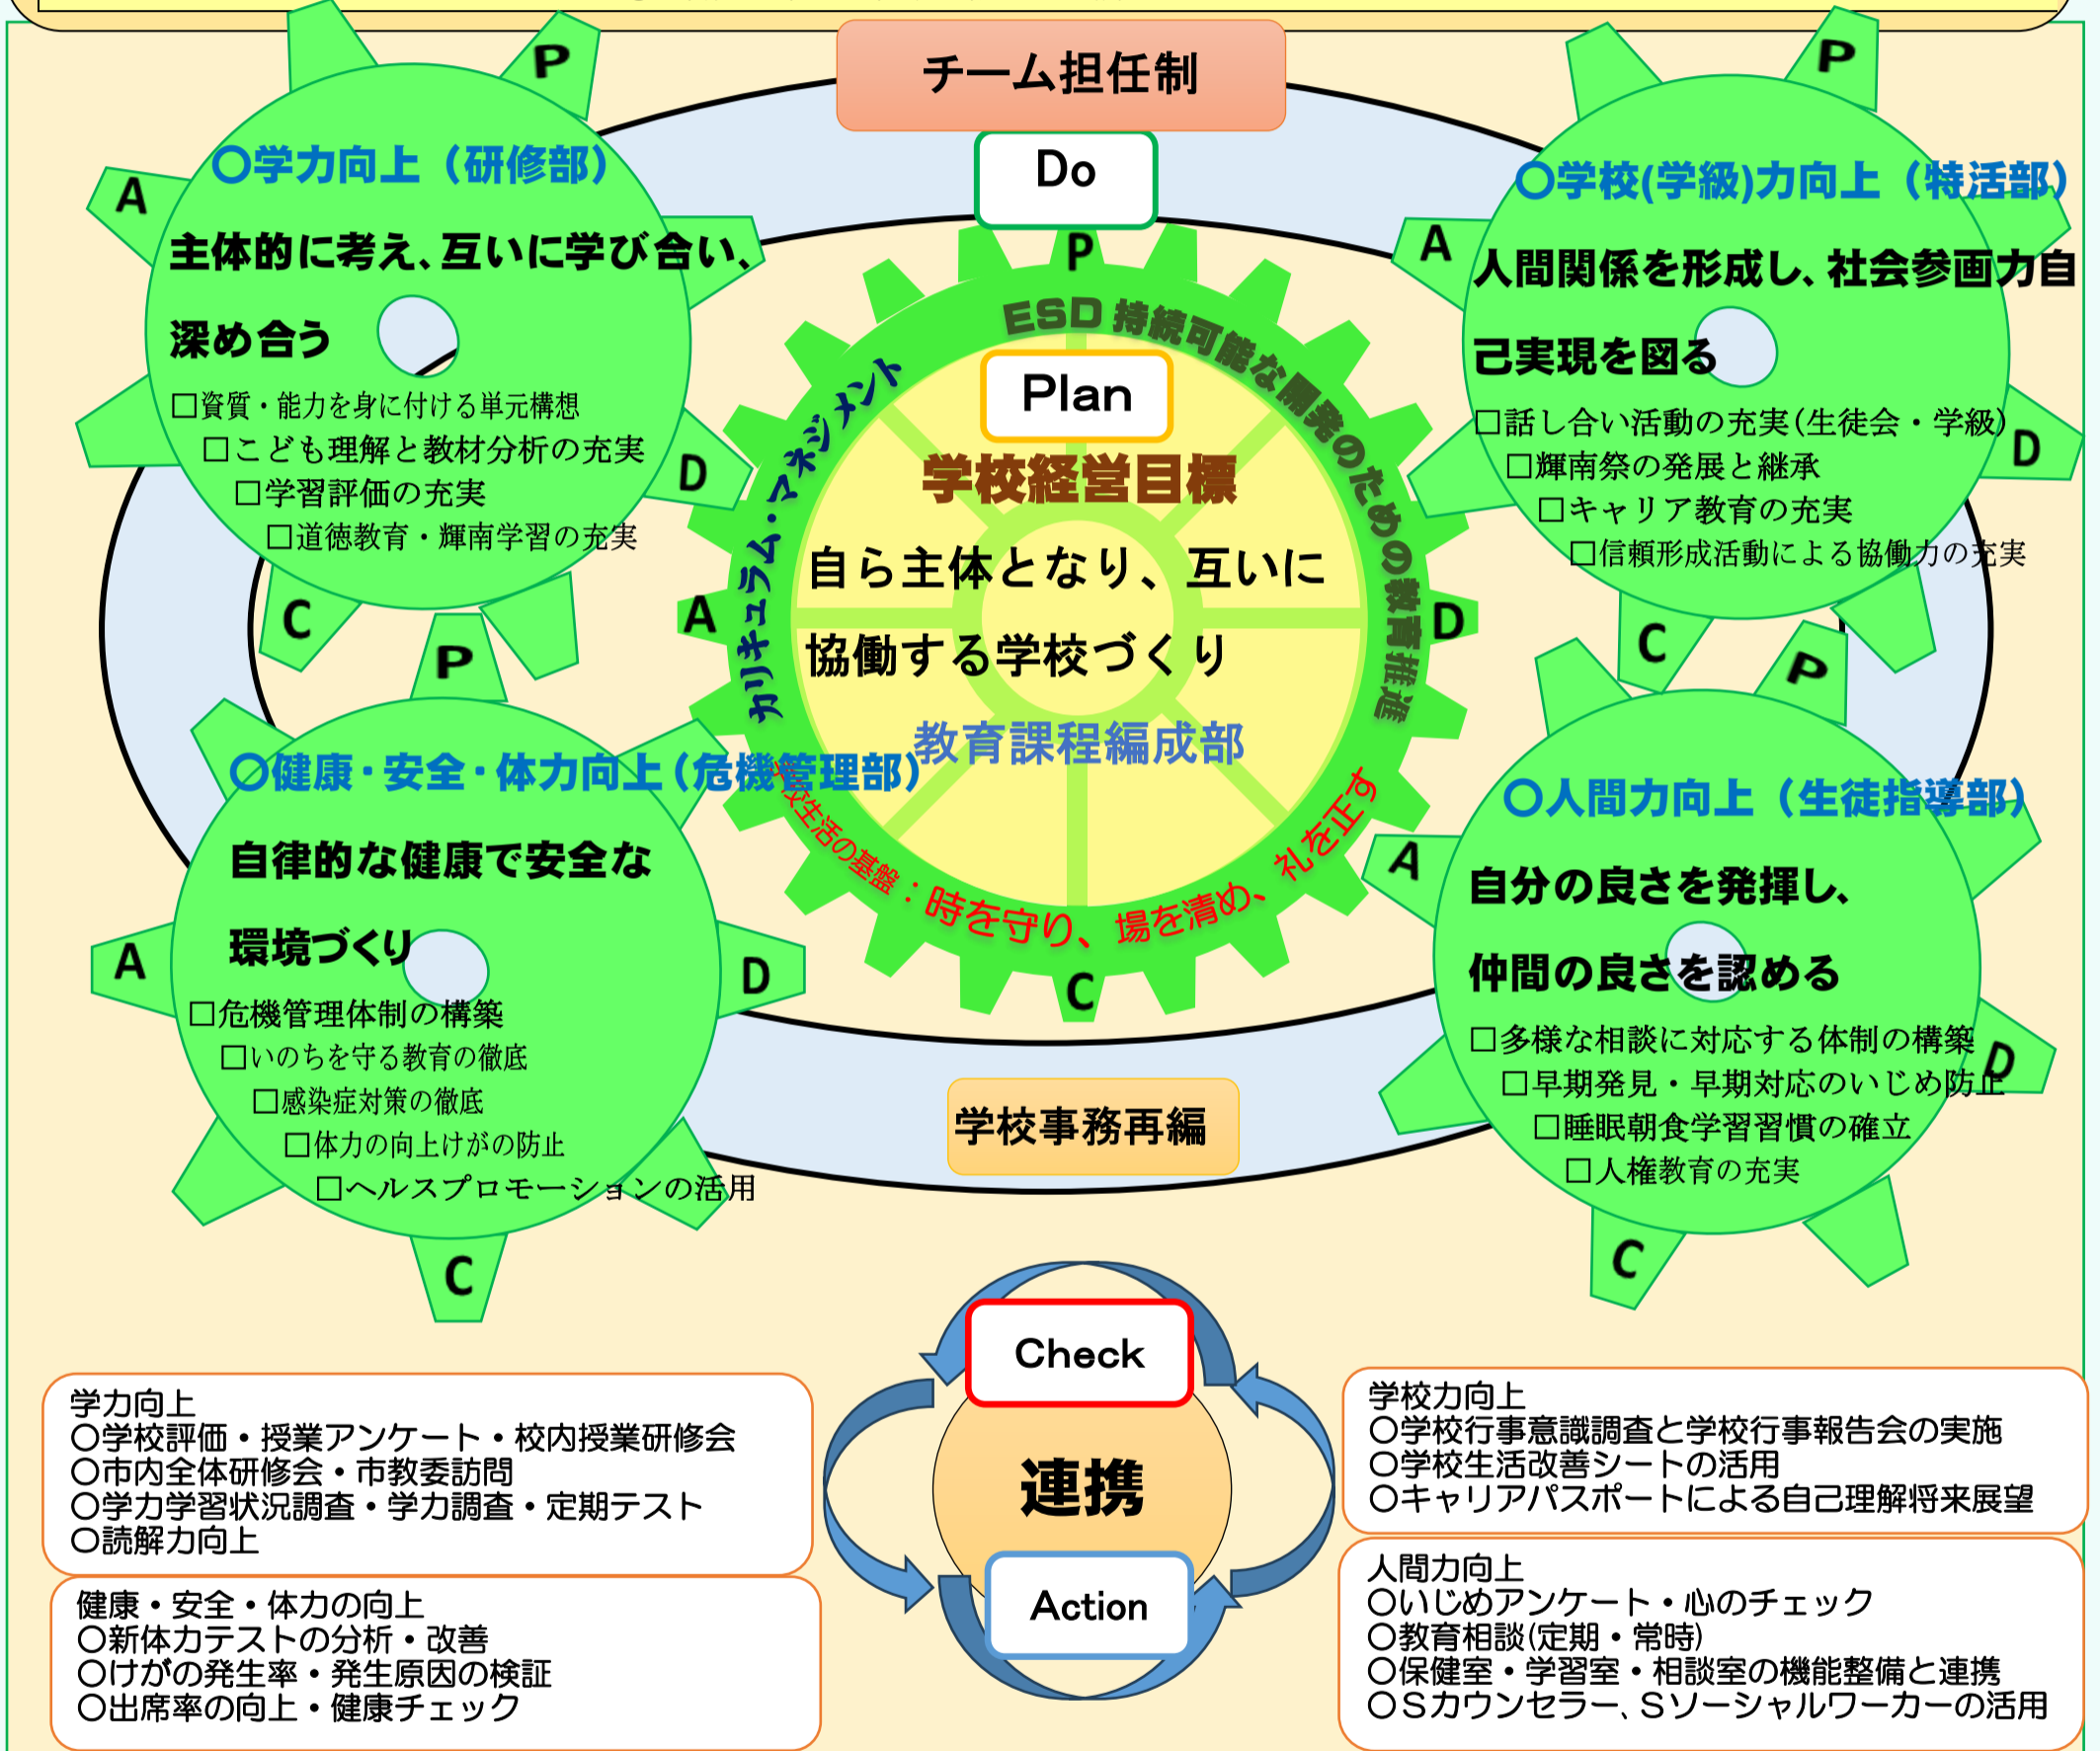 チーム担任制
Do
P
A
〇学力向上（研修部）
主体的に考え、互いに学び合い、
深め合う
□資質・能力を身に付ける単元構想
□こども理解と教材分析の充実
□学習評価の充実
□道徳教育・輝南学習の充実
D
C
P
A
〇学校(学級)力向上（特活部）
人間関係を形成し、社会参画力自
己実現を図る
□話し合い活動の充実(生徒会・学級)
□輝南祭の発展と継承
□キャリア教育の充実
□信頼形成活動による協働力の充実
D
C
P
ESD 持続可能な開発のための教育推進
カリキュラム・マネジメント
Plan
学校経営目標
自ら主体となり、互いに
協働する学校づくり
教育課程編成部
A
D
学校生活の基盤：時を守り、場を清め、礼を正す
C
P
〇健康・安全・体力向上（危機管理部）
自律的な健康で安全な
環境づくり
A
D
□危機管理体制の構築
□いのちを守る教育の徹底
□感染症対策の徹底
□体力の向上けがの防止
□ヘルスプロモーションの活用
C
P
〇人間力向上（生徒指導部）
A
自分の良さを発揮し、
仲間の良さを認める
□多様な相談に対応する体制の構築
□早期発見・早期対応のいじめ防止
□睡眠朝食学習習慣の確立
□人権教育の充実
D
C
学校事務再編
Check
連携
Action
学力向上
〇学校評価・授業アンケート・校内授業研修会
〇市内全体研修会・市教委訪問
〇学力学習状況調査・学力調査・定期テスト
〇読解力向上
健康・安全・体力の向上
〇新体力テストの分析・改善
〇けがの発生率・発生原因の検証
〇出席率の向上・健康チェック
学校力向上
〇学校行事意識調査と学校行事報告会の実施
〇学校生活改善シートの活用
〇キャリアパスポートによる自己理解将来展望
人間力向上
〇いじめアンケート・心のチェック
〇教育相談(定期・常時)
〇保健室・学習室・相談室の機能整備と連携
〇Ｓカウンセラー、Ｓソーシャルワーカーの活用